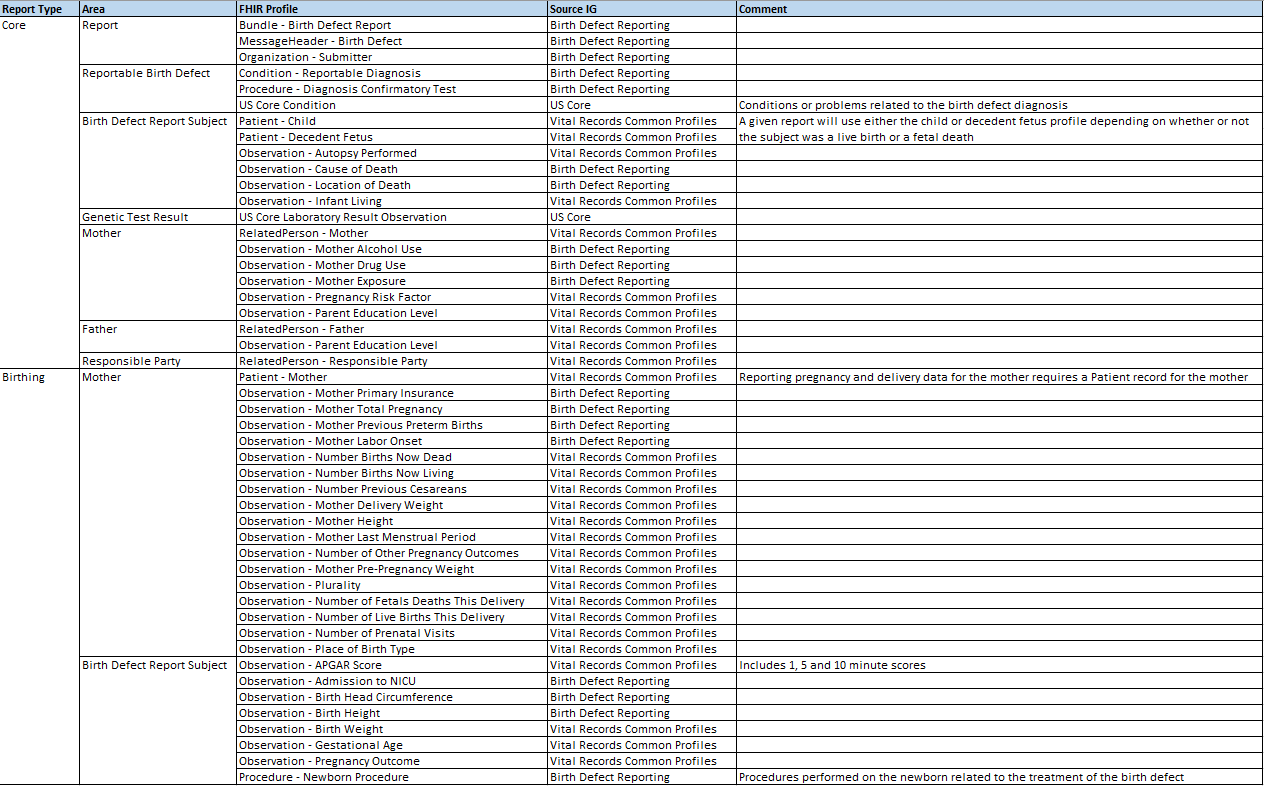 Report Type Area FHIR Profile Source IG Comment
Core Report Bundle - Birth Defect Report Birth Defect Reporting
MessageHeader - Birth Defect Birth Defect Reporting
Organization - Submitter Birth Defect Reporting
Reportable Birth Defect Condition - Reportable Diagnosis Birth Defect Reporting
Procedure - Diagnosis Confirmatory Test Birth Defect Reporting
US Core Condition US Core Conditions or problems related to the birth defect diagnosis
Birth Defect Report Subject Patient - Child Vital Records Common Profiles A given report will use either the child or decedent fetus profile depending on whether or not
Patient - Decedent Fetus Vital Records Common Profiles the subject was a live birth or a fetal death
Observation - Autopsy Performed Vital Records Common Profiles
Observation - Cause of Death Birth Defect Reporting
Observation - Location of Death Birth Defect Reporting
Observation - Infant Living Vital Records Common Profiles
Genetic Test Result US Core Laboratory Result Observation US Core
Mother RelatedPerson - Mother Vital Records Common Profiles
Observation - Mother Alcohol Use Birth Defect Reporting
Observation - Mother Drug Use Birth Defect Reporting
Observation - Mother Exposure Birth Defect Reporting
Observation - Pregnancy Risk Factor Vital Records Common Profiles
Observation - Parent Education Level Vital Records Common Profiles
Father RelatedPerson - Father Vital Records Common Profiles
Observation - Parent Education Level Vital Records Common Profiles
Responsible Party RelatedPerson - Responsible Party Vital Records Common Profiles
Birthing Mother Patient - Mother Vital Records Common Profiles Reporting pregnancy and delivery data for the mother requires a Patient record for the mother
Observation - Mother Primary Insurance Birth Defect Reporting
Observation - Mother Total Pregnancy Birth Defect Reporting
Observation - Mother Previous Preterm Births Birth Defect Reporting
Observation - Mother Labor Onset Birth Defect Reporting
Observation - Number Births Now Dead Vital Records Common Profiles
Observation - Number Births Now Living Vital Records Common Profiles
Observation - Number Previous Cesareans Vital Records Common Profiles
Observation - Mother Delivery Weight Vital Records Common Profiles
Observation - Mother Height Vital Records Common Profiles
Observation - Mother Last Menstrual Period Vital Records Common Profiles
Observation - Number of Other Pregnancy Outcomes Vital Records Common Profiles
Observation - Mother Pre-Pregnancy Weight Vital Records Common Profiles
Observation - Plurality Vital Records Common Profiles
Observation - Number of Fetals Deaths This Delivery Vital Records Common Profiles
Observation - Number of Live Births This Delivery Vital Records Common Profiles
Observation - Number of Prenatal Visits Vital Records Common Profiles
Observation - Place of Birth Type Vital Records Common Profiles
Birth Defect Report Subject Observation - APGAR Score Vital Records Common Profiles Includes 1, 5 and 10 minute scores
Observation - Admission to NICU Birth Defect Reporting
Observation - Birth Head Circumference Birth Defect Reporting
Observation - Birth Height Birth Defect Reporting
Observation - Birth Weight Vital Records Common Profiles
Observation - Gestational Age Vital Records Common Profiles
Observation - Pregnancy Outcome Vital Records Common Profiles
Procedure - Newborn Procedure Birth Defect Reporting Procedures performed on the newborn related to the treatment of the birth defect